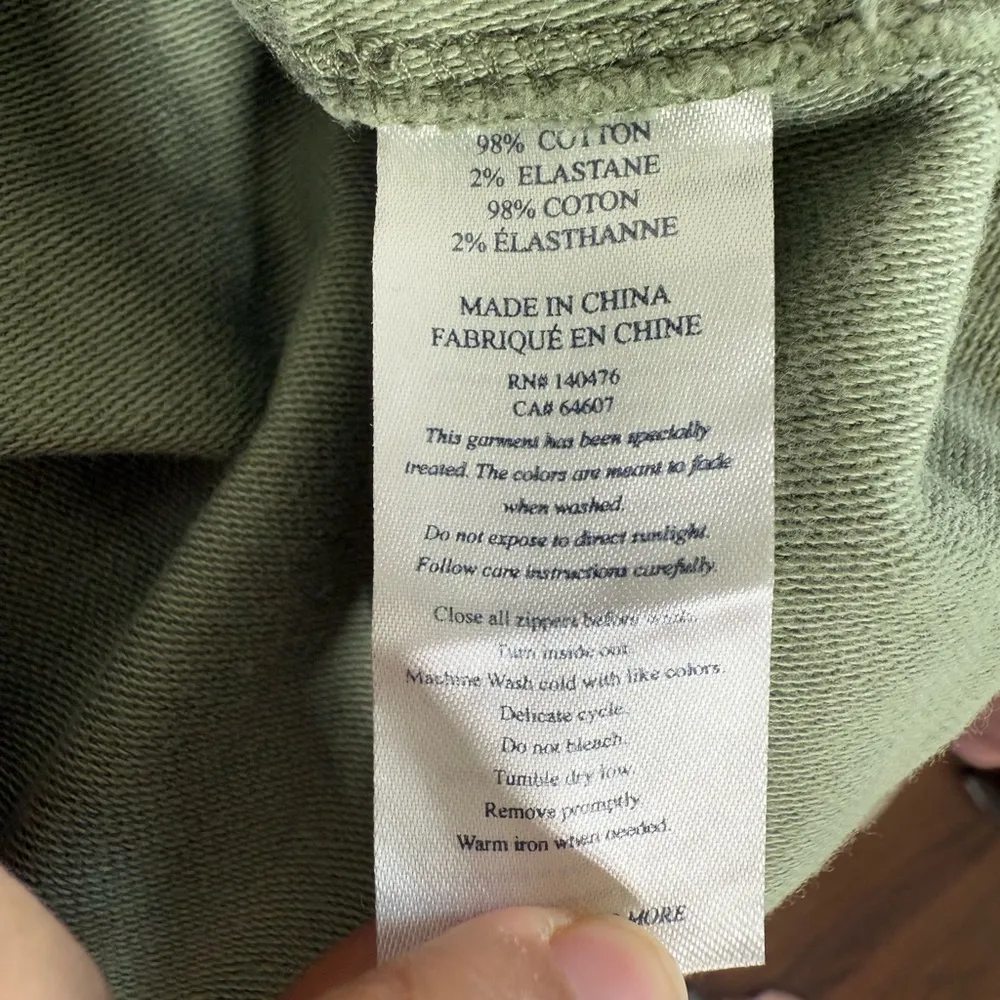 98% COTTON
2% ELASTANE
98% COTON
2% ÉLASTHANNE
MADE IN CHINA
FABRIQUÉ EN CHINE
RN# 140476
CA# 64607
This garment has been specially
treated. The colors are meant to fade
when washed.
Do not expose to direct sunlight.
Follow care instructions carefully.
Close all zippers before wash.
Turn inside out.
Machine Wash cold with like colors.
Delicate cycle.
Do not bleach.
Tumble dry low.
Remove promptly.
Warm iron when needed.
MORE